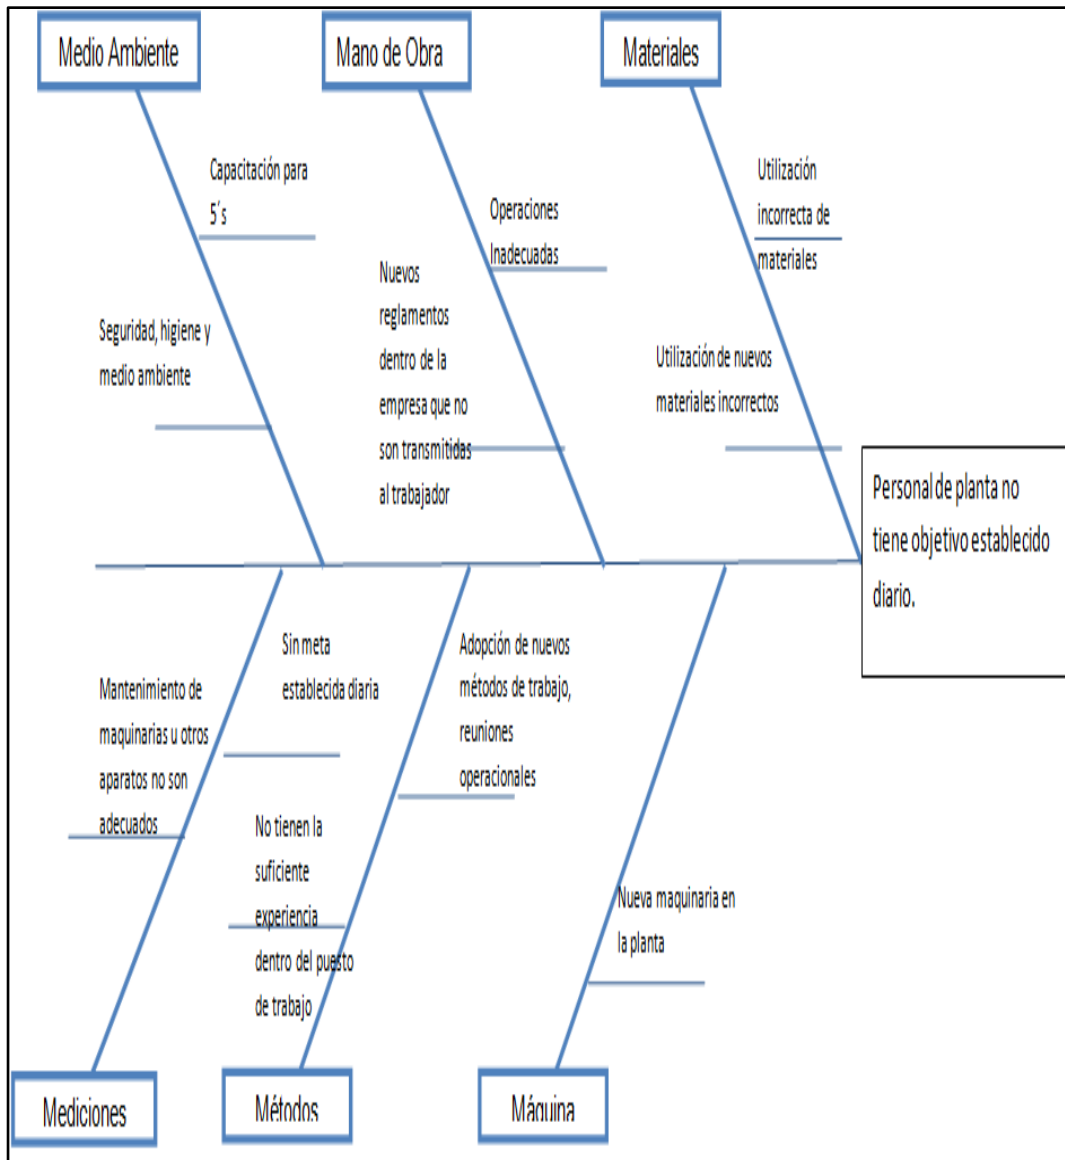 Medio Ambiente
Mano de Obra
Materiales
Capacitación para
5´s
Seguridad, higiene y
medio ambiente
Operaciones
Inadecuadas
Nuevos
reglamentos
dentro de la
empresa que no
son transmitidas
al trabajador
Utilización
incorrecta de
materiales
Utilización de nuevos
materiales incorrectos
Personal de planta no
tiene objetivo establecido
diario.
Mantenimiento de
maquinarias u otros
aparatos no son
adecuados
Sin meta
establecida diaria
No tienen la
suficiente
experiencia
dentro del puesto
de trabajo
Adopción de nuevos
métodos de trabajo,
reuniones
operacionales
Nueva maquinaria en
la planta
Mediciones
Métodos
Máquina